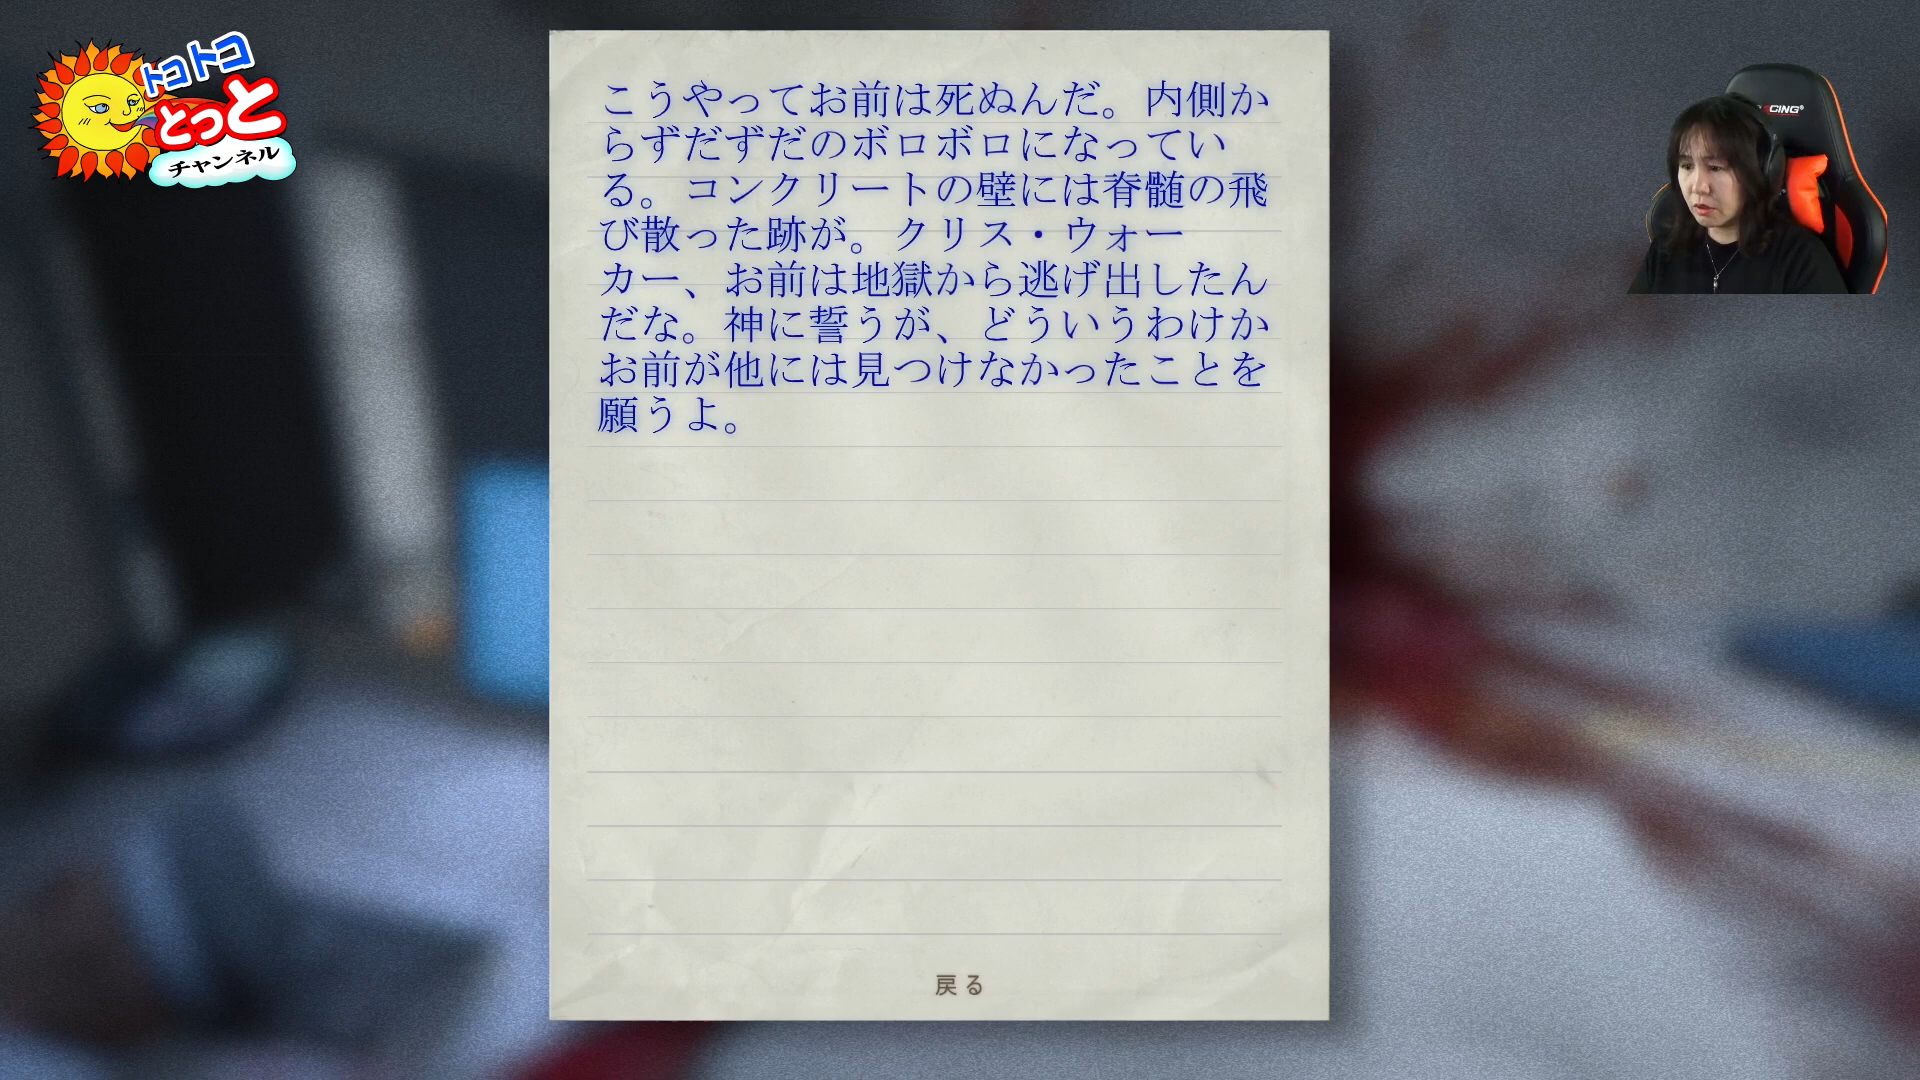 トコトコ
とっと
チャンネル
こうやってお前は死ぬんだ。内側か
らずだずだのボロボロになってい
る。コンクリートの壁には脊髄の飛
び散った跡が。クリス・ウォー
カー、お前は地獄から逃げ出したん
だな。神に誓うが、どういうわけか
お前が他には見つけなかったことを
願うよ。
戻る